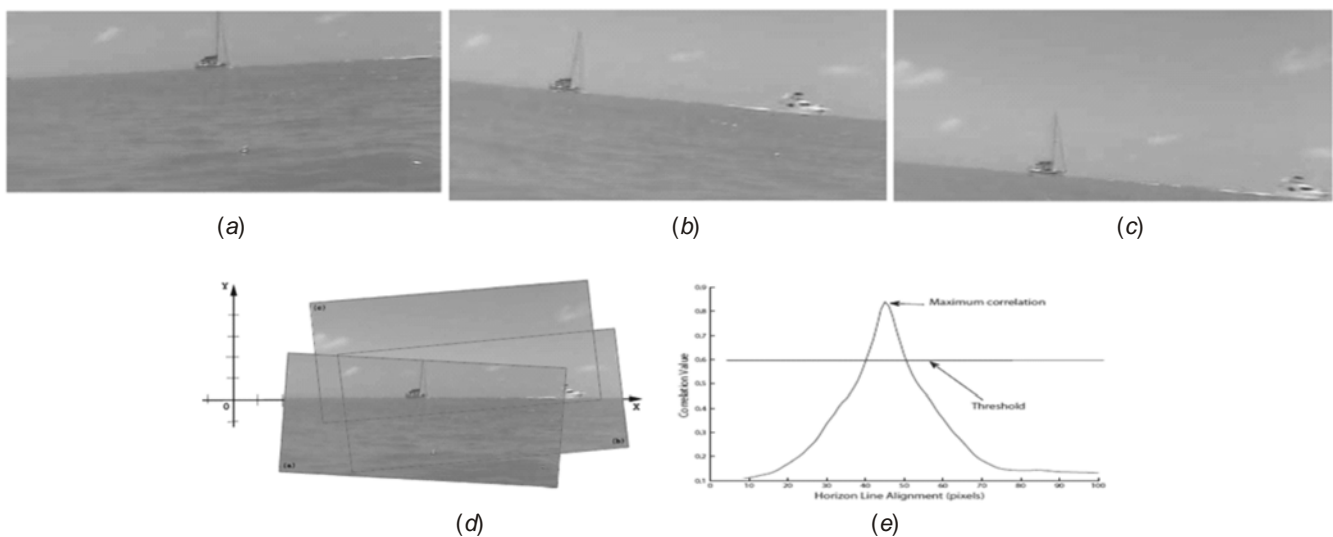 (a)
(b)
(c)
Y
(c)
O
X
(a)
(b)
(d)
0.9
0.8
0.7
0.6
0.5
0.4
0.3
0.2
0.1
Correlation Value
Maximum correlation
Threshold
0 10 20 30 40 50 60 70 80 90 100
Horizon Line Alignment (pixels)
(e)